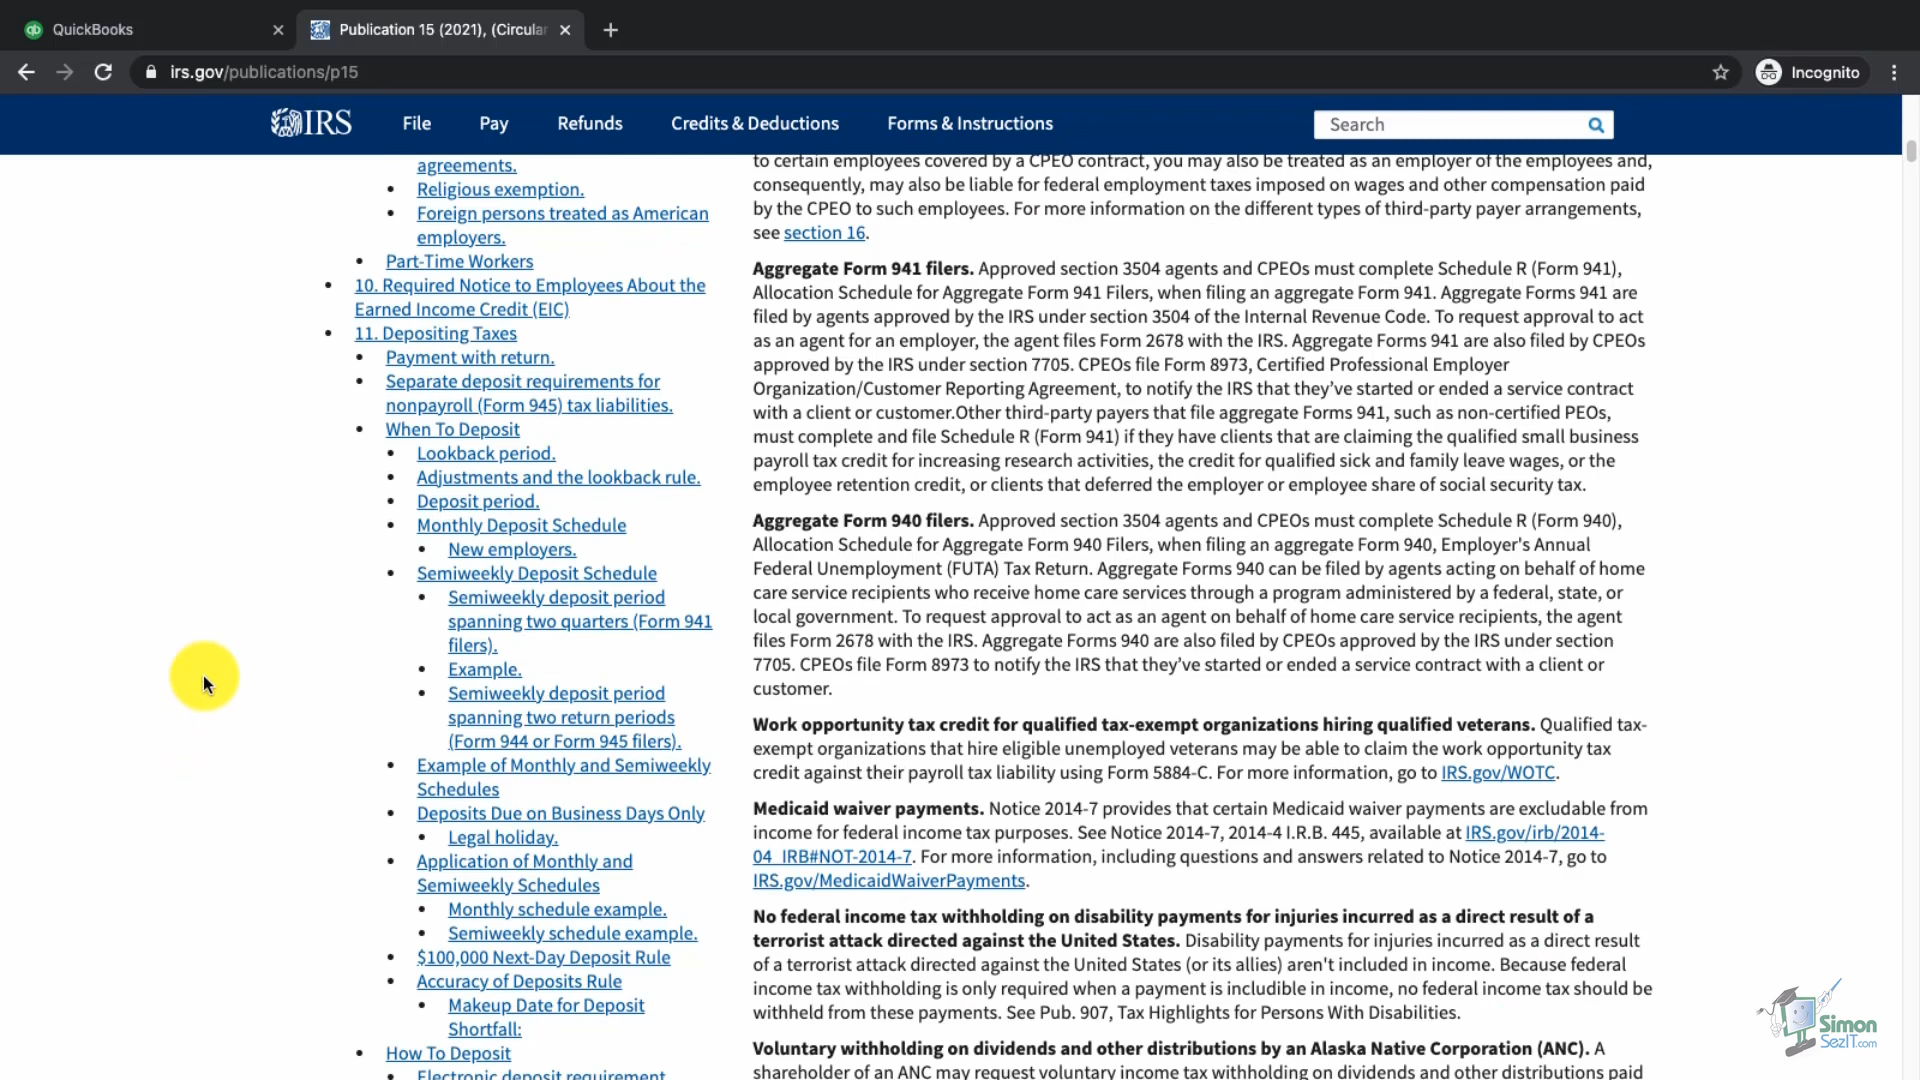 QuickBooks
Publication 15 (2021), (Circular
irs.gov/publications/p15
Incognito
IRS
File
Pay
Refunds
Credits & Deductions
Forms & Instructions
Search
agreements.
Religious exemption.
Foreign persons treated as American
employers.
Part-Time Workers
10. Required Notice to Employees About the
Earned Income Credit (EIC)
11. Depositing Taxes
Payment with return.
Separate deposit requirements for
nonpayroll (Form 945) tax liabilities.
When To Deposit
Lookback period.
Adjustments and the lookback rule.
Deposit period.
Monthly Deposit Schedule
New employers.
Semiweekly Deposit Schedule
Semiweekly deposit period
spanning two quarters (Form 941
filers).
Example.
Semiweekly deposit period
spanning two return periods
(Form 944 or Form 945 filers).
Example of Monthly and Semiweekly
Schedules
Deposits Due on Business Days Only
Legal holiday.
Application of Monthly and
Semiweekly Schedules
Monthly schedule example.
Semiweekly schedule example.
$100,000 Next-Day Deposit Rule
Accuracy of Deposits Rule
Makeup Date for Deposit
Shortfall:
How To Deposit
Electronic deposit requirement
to certain employees covered by a CPEO contract, you may also be treated as an employer of the employees and,
consequently, may also be liable for federal employment taxes imposed on wages and other compensation paid
by the CPEO to such employees. For more information on the different types of third-party payer arrangements,
see section 16.
Aggregate Form 941 filers. Approved section 3504 agents and CPEOs must complete Schedule R (Form 941),
Allocation Schedule for Aggregate Form 941 Filers, when filing an aggregate Form 941. Aggregate Forms 941 are
filed by agents approved by the IRS under section 3504 of the Internal Revenue Code. To request approval to act
as an agent for an employer, the agent files Form 2678 with the IRS. Aggregate Forms 941 are also filed by CPEOs
approved by the IRS under section 7705. CPEOs file Form 8973, Certified Professional Employer
Organization/Customer Reporting Agreement, to notify the IRS that they've started or ended a service contract
with a client or customer.Other third-party payers that file aggregate Forms 941, such as non-certified PEOs,
must complete and file Schedule R (Form 941) if they have clients that are claiming the qualified small business
payroll tax credit for increasing research activities, the credit for qualified sick and family leave wages, or the
employee retention credit, or clients that deferred the employer or employee share of social security tax.
Aggregate Form 940 filers. Approved section 3504 agents and CPEOs must complete Schedule R (Form 940),
Allocation Schedule for Aggregate Form 940 Filers, when filing an aggregate Form 940, Employer's Annual
Federal Unemployment (FUTA) Tax Return. Aggregate Forms 940 can be filed by agents acting on behalf of home
care service recipients who receive home care services through a program administered by a federal, state, or
local government. To request approval to act as an agent on behalf of home care service recipients, the agent
files Form 2678 with the IRS. Aggregate Forms 940 are also filed by CPEOs approved by the IRS under section
7705. CPEOs file Form 8973 to notify the IRS that they've started or ended a service contract with a client or
customer.
Work opportunity tax credit for qualified tax-exempt organizations hiring qualified veterans. Qualified tax-
exempt organizations that hire eligible unemployed veterans may be able to claim the work opportunity tax
credit against their payroll tax liability using Form 5884-C. For more information, go to IRS.gov/WOTC.
Medicaid waiver payments. Notice 2014-7 provides that certain Medicaid waiver payments are excludable from
income for federal income tax purposes. See Notice 2014-7, 2014-4 I.R.B. 445, available at IRS.gov/irb/2014-
04_IRB#NOT-2014-7. For more information, including questions and answers related to Notice 2014-7, go to
IRS.gov/MedicaidWaiverPayments.
No federal income tax withholding on disability payments for injuries incurred as a direct result of a
terrorist attack directed against the United States. Disability payments for injuries incurred as a direct result
of a terrorist attack directed against the United States (or its allies) aren't included in income. Because federal
income tax withholding is only required when a payment is includible in income, no federal income tax should be
withheld from these payments. See Pub. 907, Tax Highlights for Persons With Disabilities.
Voluntary withholding on dividends and other distributions by an Alaska Native Corporation (ANC). A
shareholder of an ANC may request voluntary income tax withholding on dividends and other distributions paid
Simon
SezIT.com